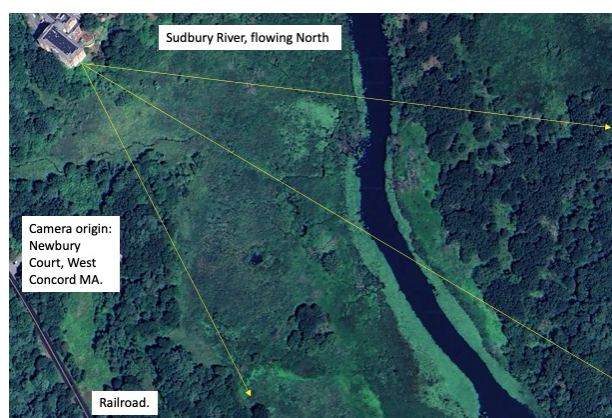 Sudbury River, flowing North
Camera origin:
Newbury
Court, West
Concord MA.
Railroad.